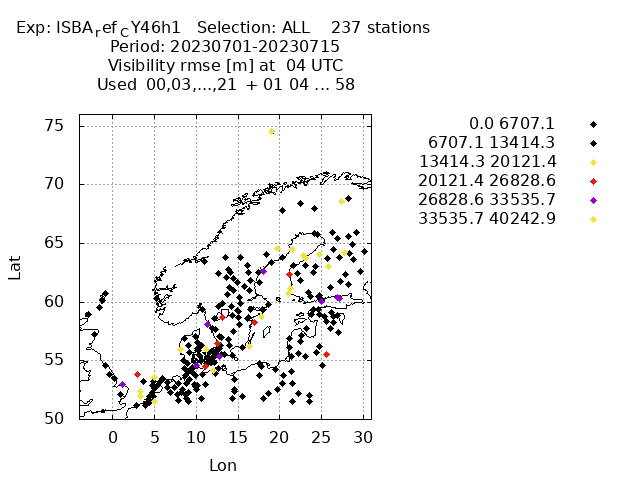 Exp: ISBArefCY46h1 Selection: ALL 237 stations
Period: 20230701-20230715
Visibility rmse [m] at 04 UTC
Used 00,03,...,21 + 01 04 ... 58
0.0 6707.1
6707.1 13414.3
13414.3 20121.4
20121.4 26828.6
26828.6 33535.7
33535.7 40242.9
75
70
65
60
55
50
Lat
0 5 10 15 20 25 30
Lon